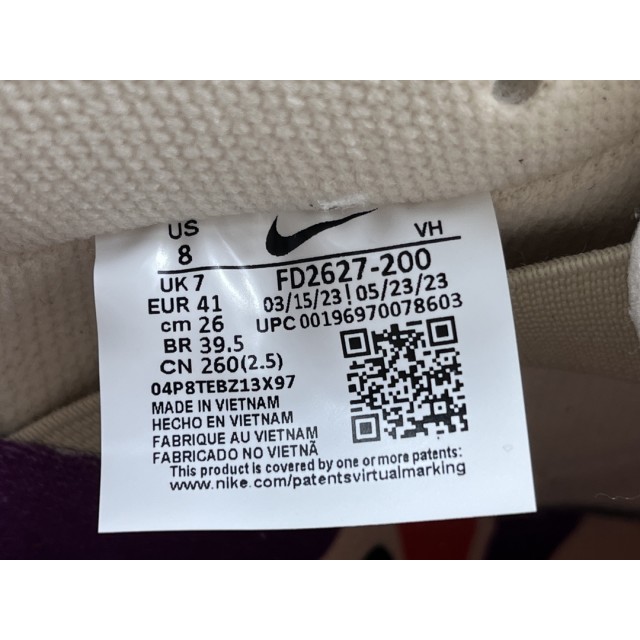 US VH
8
UK 7 FD2627-200
EUR 41 03/15/23 | 05/23/23
cm 26 UPC 00196970078603
BR 39.5
CN 260(2.5)
04P8TEBZ13X97
MADE IN VIETNAM
HECHO EN VIETNAM
FABRIQUE AU VIETNAM
FABRICADO NO VIETNÃ
This product is covered by one or more patents:
www.nike.com/patentsvirtualmarking